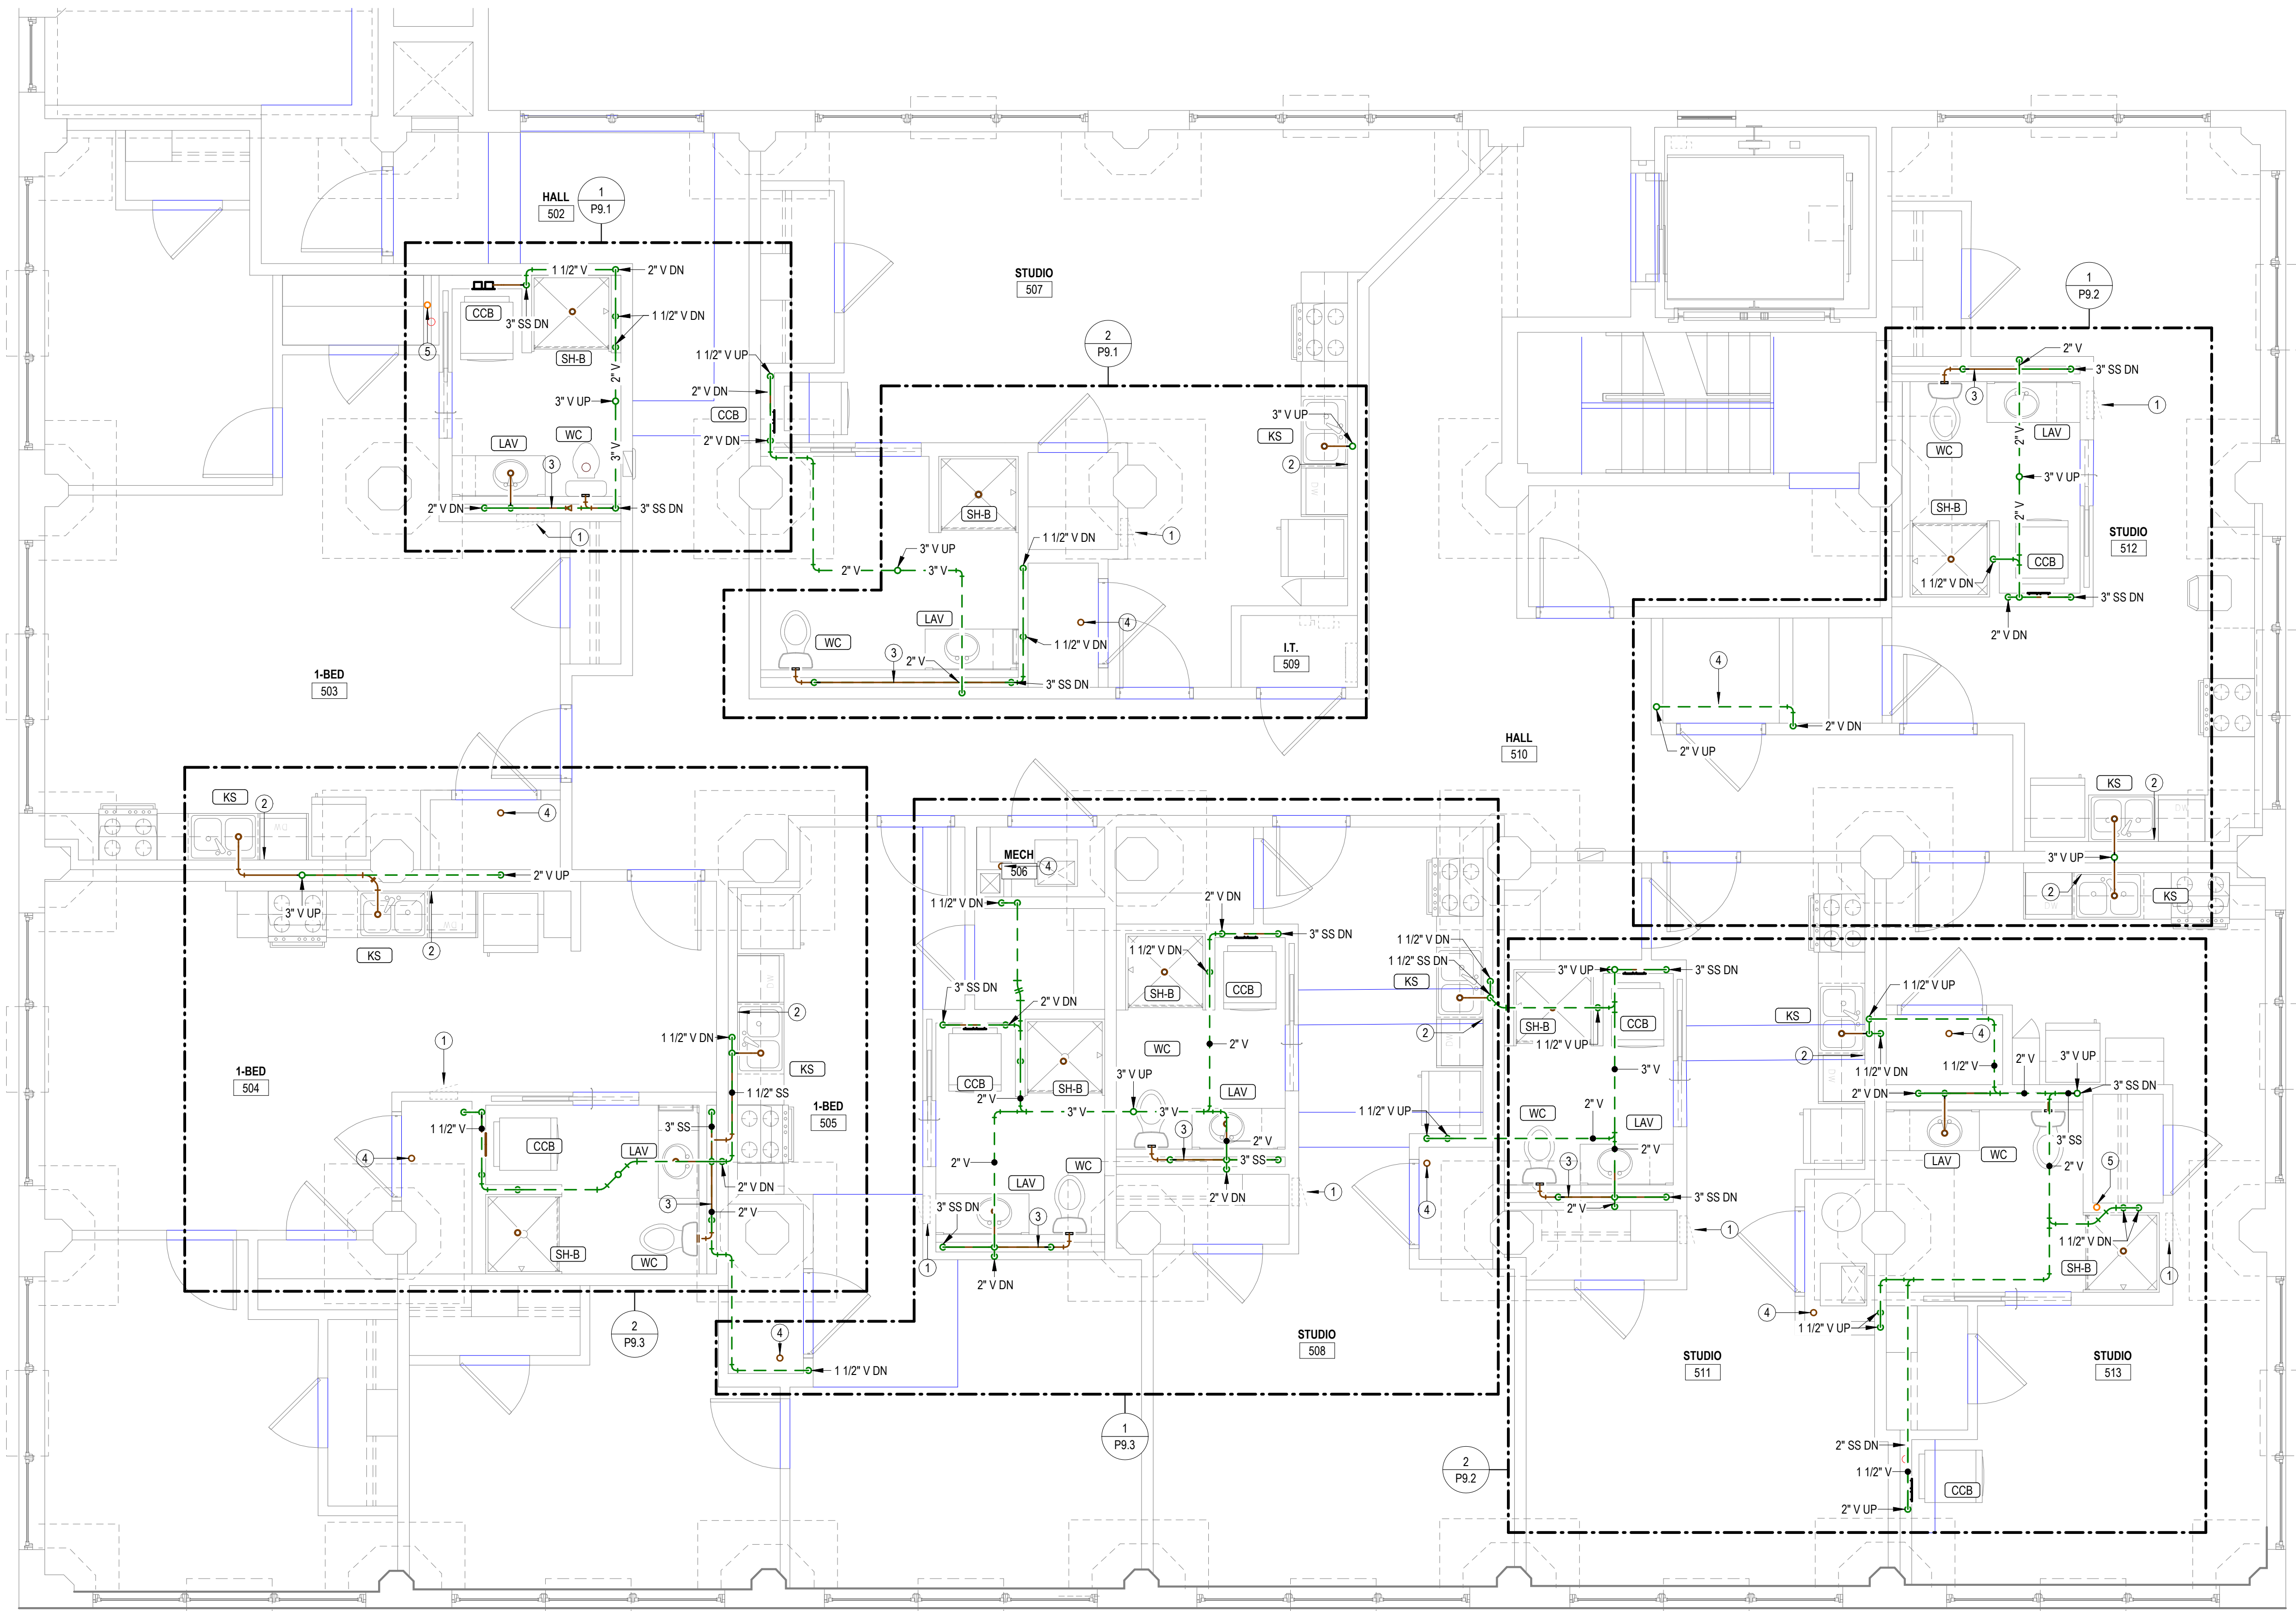 HALL
502
1
P9.1
1 1/2" V
2" V DN
CCB
3" SS DN
1 1/2" V DN
SH-B
5
2" V
3" V UP
LAV
WC
3
3" V
2" V DN
3" SS DN
1
STUDIO
507
2
P9.1
1 1/2" V UP
2" V DN
CCB
2" V DN
3" V UP
KS
2
DW
SH-B
1
3" V UP
1 1/2" V DN
2" V
3" V
WC
LAV
4
1 1/2" V DN
3
2" V
3" SS DN
I.T.
509
1
P9.2
2" V
3" SS DN
3
1
2" V
LAV
WC
3" V UP
SH-B
2" V
STUDIO
512
CCB
1 1/2" V DN
3" SS DN
2" V DN
4
2" V DN
2" V UP
HALL
510
KS
2
DW
3" V UP
2
KS
DW
1-BED
503
KS
2
DW
4
2" V UP
3" V UP
DW
KS
2
1-BED
504
DW
2
1 1/2" V DN
KS
1
1 1/2" SS
1-BED
505
3" SS
1 1/2" V
CCB
LAV
4
2" V DN
3
2" V
SH-B
WC
2
P9.3
4
1 1/2" V DN
MECH
506
4
1 1/2" V DN
2" V DN
3" SS DN
1 1/2" V DN
SH-B
CCB
3" SS DN
2" V DN
2" V
WC
CCB
SH-B
3" V UP
2" V
LAV
3" V
3" V
3
2" V
2" V
WC
3" SS
LAV
2" V DN
1
3" SS DN
3
1
2" V DN
1 1/2" V DN
1 1/2" SS DN
KS
2
DW
1 1/2" V UP
4
STUDIO
508
1
P9.3
3" V UP
3" SS DN
SH-B
CCB
1 1/2" V UP
3" V
2" V
WC
LAV
2" V
3
3" SS DN
2" V
1
STUDIO
511
2
P9.2
KS
2
DW
1 1/2" V UP
4
1 1/2" V DN
1 1/2" V
2" V
3" V UP
2" V DN
3" SS DN
3" SS
LAV
WC
2" V
5
1 1/2" V DN
SH-B
1
4
1 1/2" V UP
STUDIO
513
2" SS DN
1 1/2" V
CCB
2" V UP